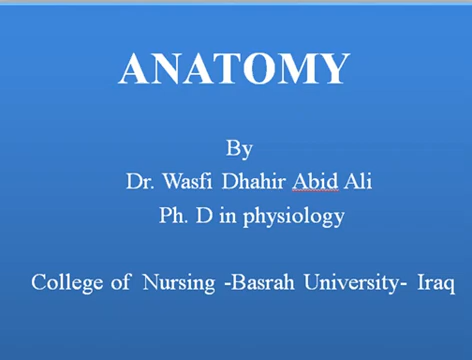 ANATOMY
By
Dr. Wasfi Dhahir Abid Ali
Ph. D in physiology
College of Nursing -Basrah University- Iraq